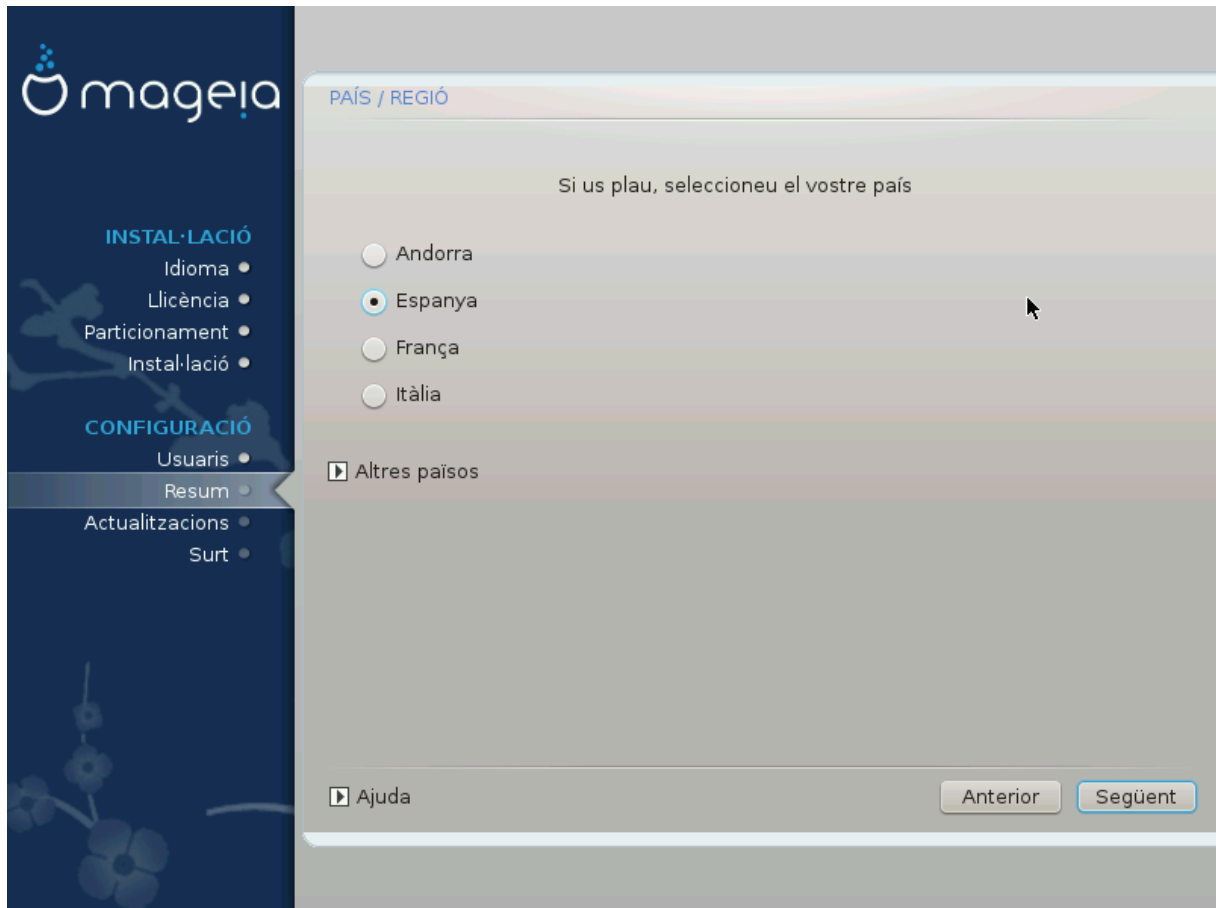 mageia
INSTAL·LACIÓ
Idioma
Llicència
Particionament
Instal·lació
CONFIGURACIÓ
Usuaris
Resum
Actualitzacions
Surt
PAÍS / REGIÓ
Si us plau, seleccioneu el vostre país
Andorra
Espanya
França
Itàlia
Altres països
Ajuda
Anterior
Següent